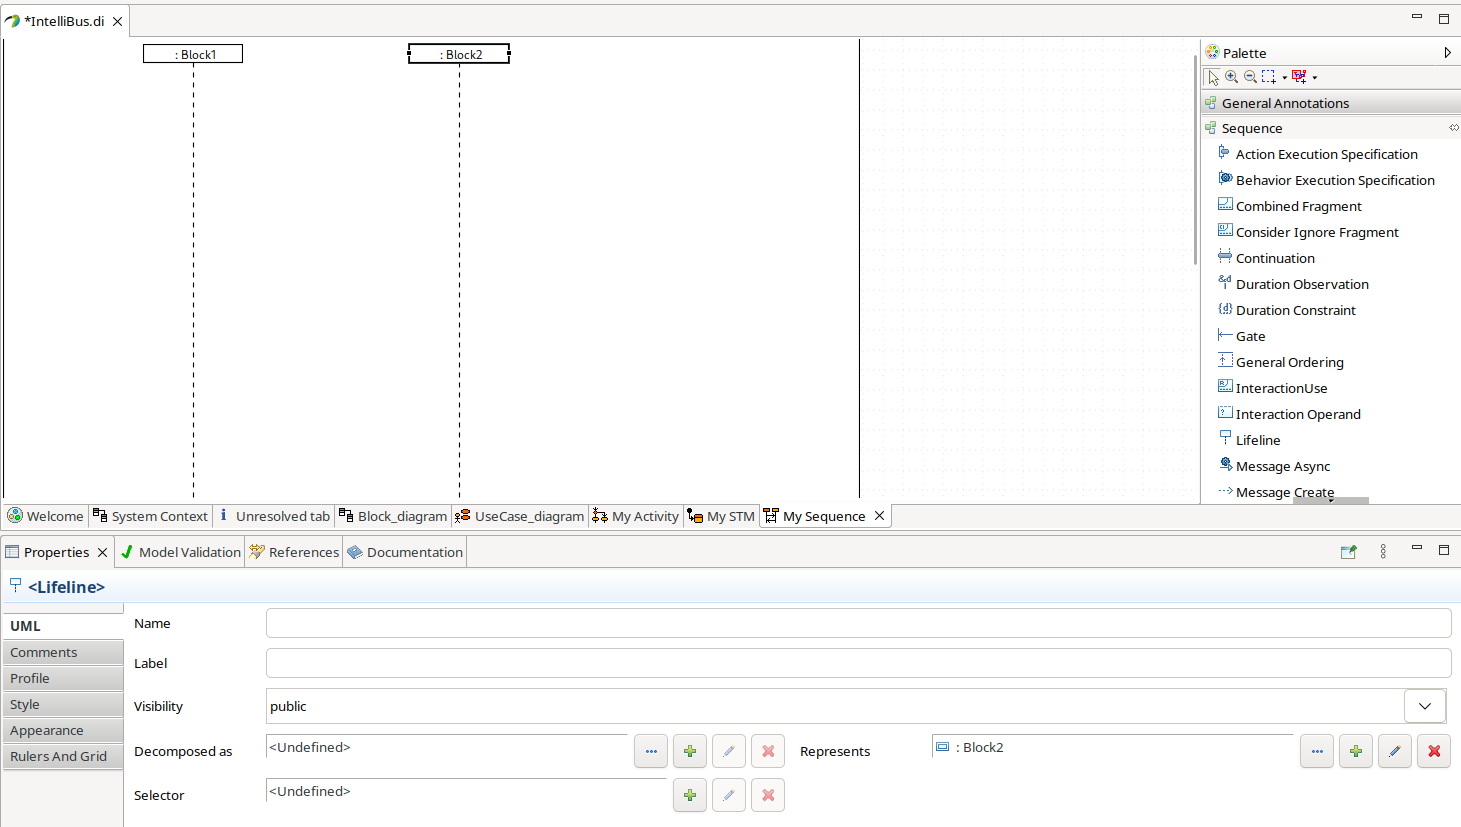 *IntelliBus.di
: Block1
: Block2
Palette
General Annotations
Sequence
Action Execution Specification
Behavior Execution Specification
Combined Fragment
Consider Ignore Fragment
Continuation
Duration Observation
Duration Constraint
Gate
General Ordering
InteractionUse
Interaction Operand
Lifeline
Message Async
Message Create
Welcome
System Context
Unresolved tab
Block_diagram
UseCase_diagram
My Activity
My STM
My Sequence
Properties
Model Validation
References
Documentation
<Lifeline>
UML
Comments
Profile
Style
Appearance
Rulers And Grid
Name
Label
Visibility
public
Decomposed as
<Undefined>
Represents
: Block2
Selector
<Undefined>